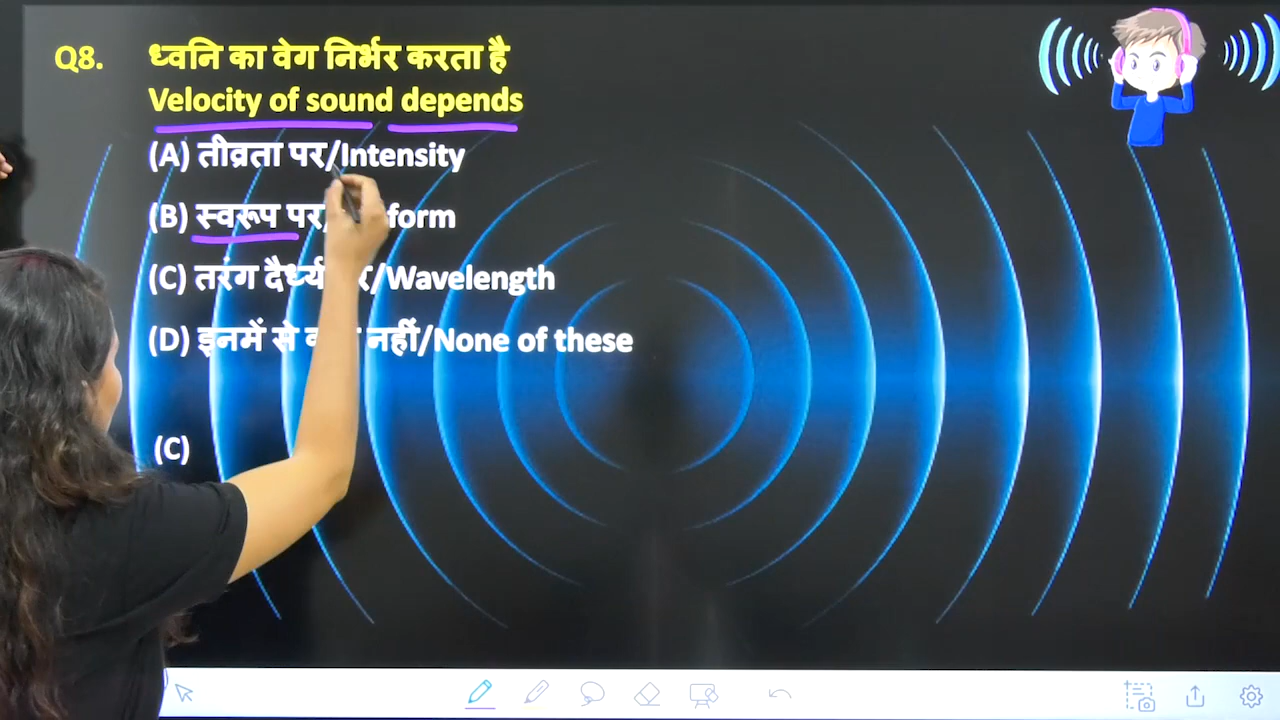 Q8. ध्वनि का वेग निर्भर करता है
Velocity of sound depends
(A) तीव्रता पर/Intensity
(B) स्वरूप पर/ form
(C) तरंग दैर्ध्य /Wavelength
(D) इनमें से नहीं/None of these
(C)